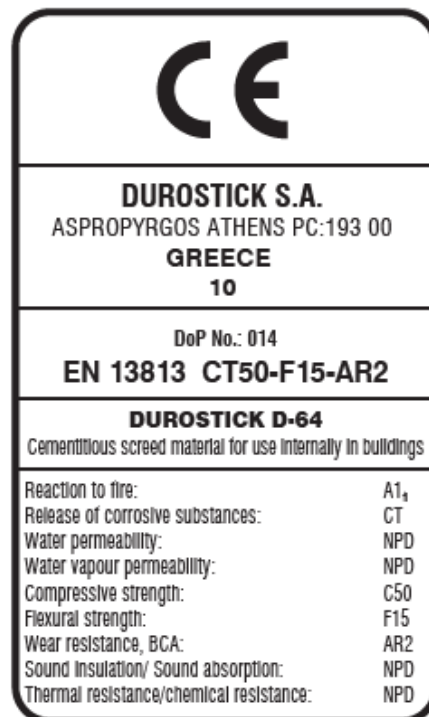 CE
DUROSTICK S.A.
ASPROPYRGOS ATHENS PC:193 00
GREECE
10
DoP No.: 014
EN 13813 CT50-F15-AR2
DUROSTICK D-64
Cementitious screed material for use internally in buildings
Reaction to fire: A1fl
Release of corrosive substances: CT
Water permeability: NPD
Water vapour permeability: NPD
Compressive strength: C50
Flexural strength: F15
Wear resistance, BCA: AR2
Sound insulation/ Sound absorption: NPD
Thermal resistance/chemical resistance: NPD